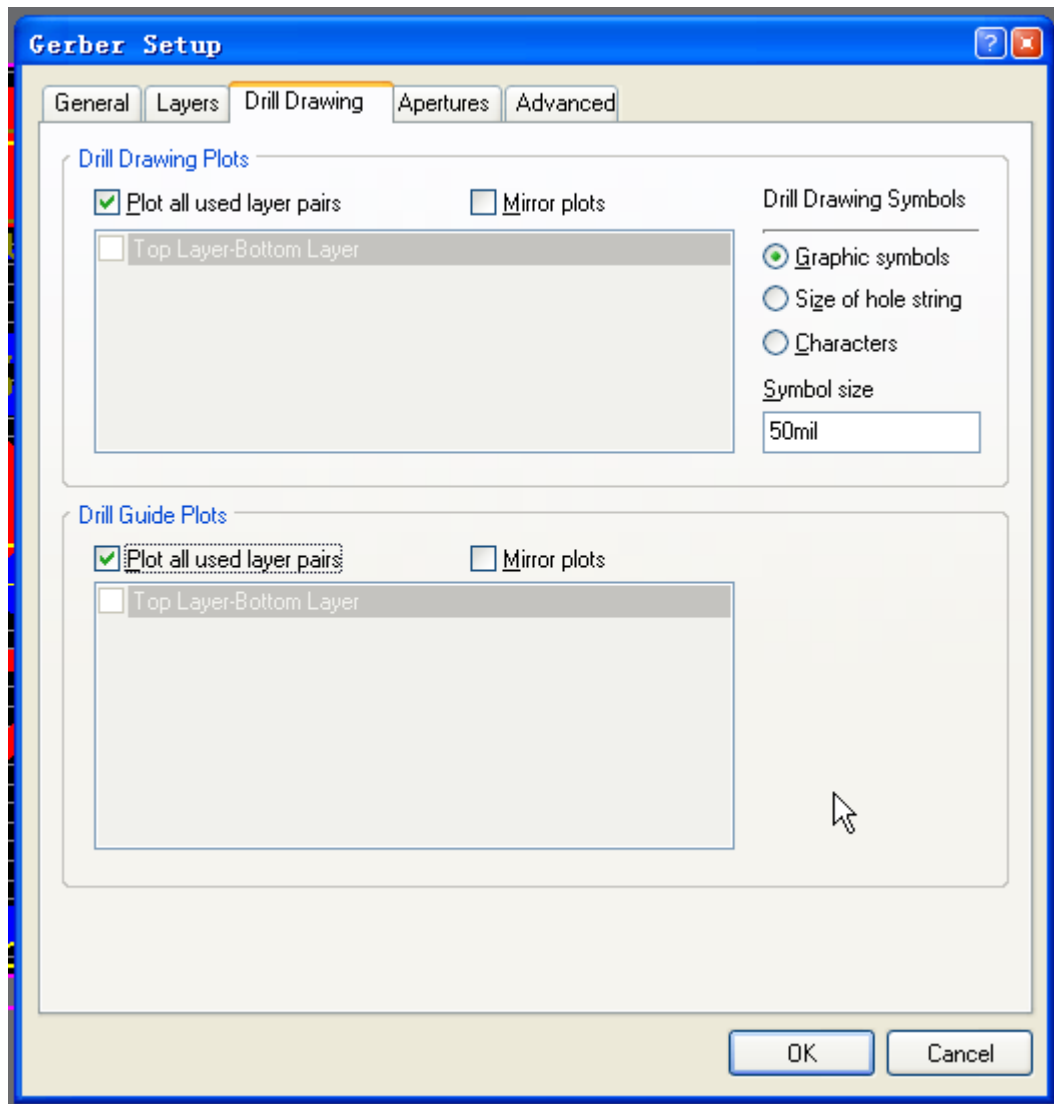 Gerber Setup
General Layers Drill Drawing Apertures Advanced
Drill Drawing Plots
Plot all used layer pairs Mirror plots Drill Drawing Symbols
Top Layer-Bottom Layer
Graphic symbols
Size of hole string
Characters
Symbol size
50mil
Drill Guide Plots
Plot all used layer pairs Mirror plots
Top Layer-Bottom Layer
OK Cancel